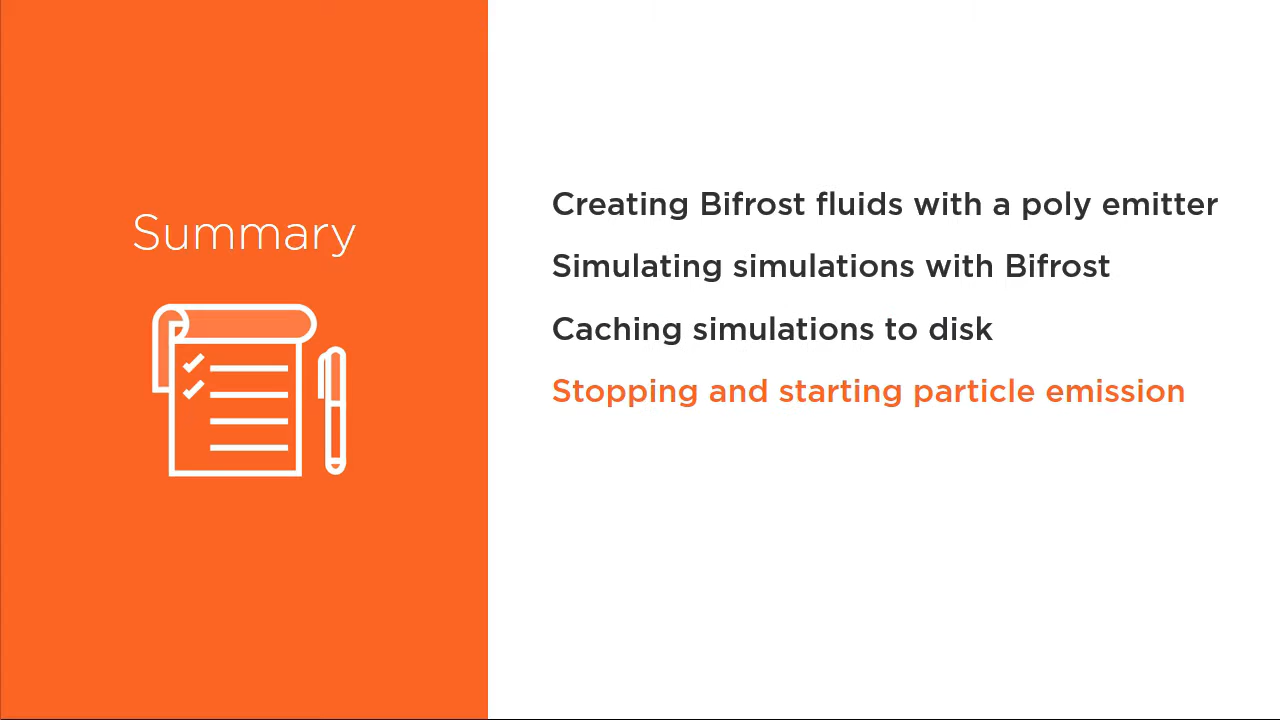 Summary
Creating Bifrost fluids with a poly emitter
Simulating simulations with Bifrost
Caching simulations to disk
Stopping and starting particle emission